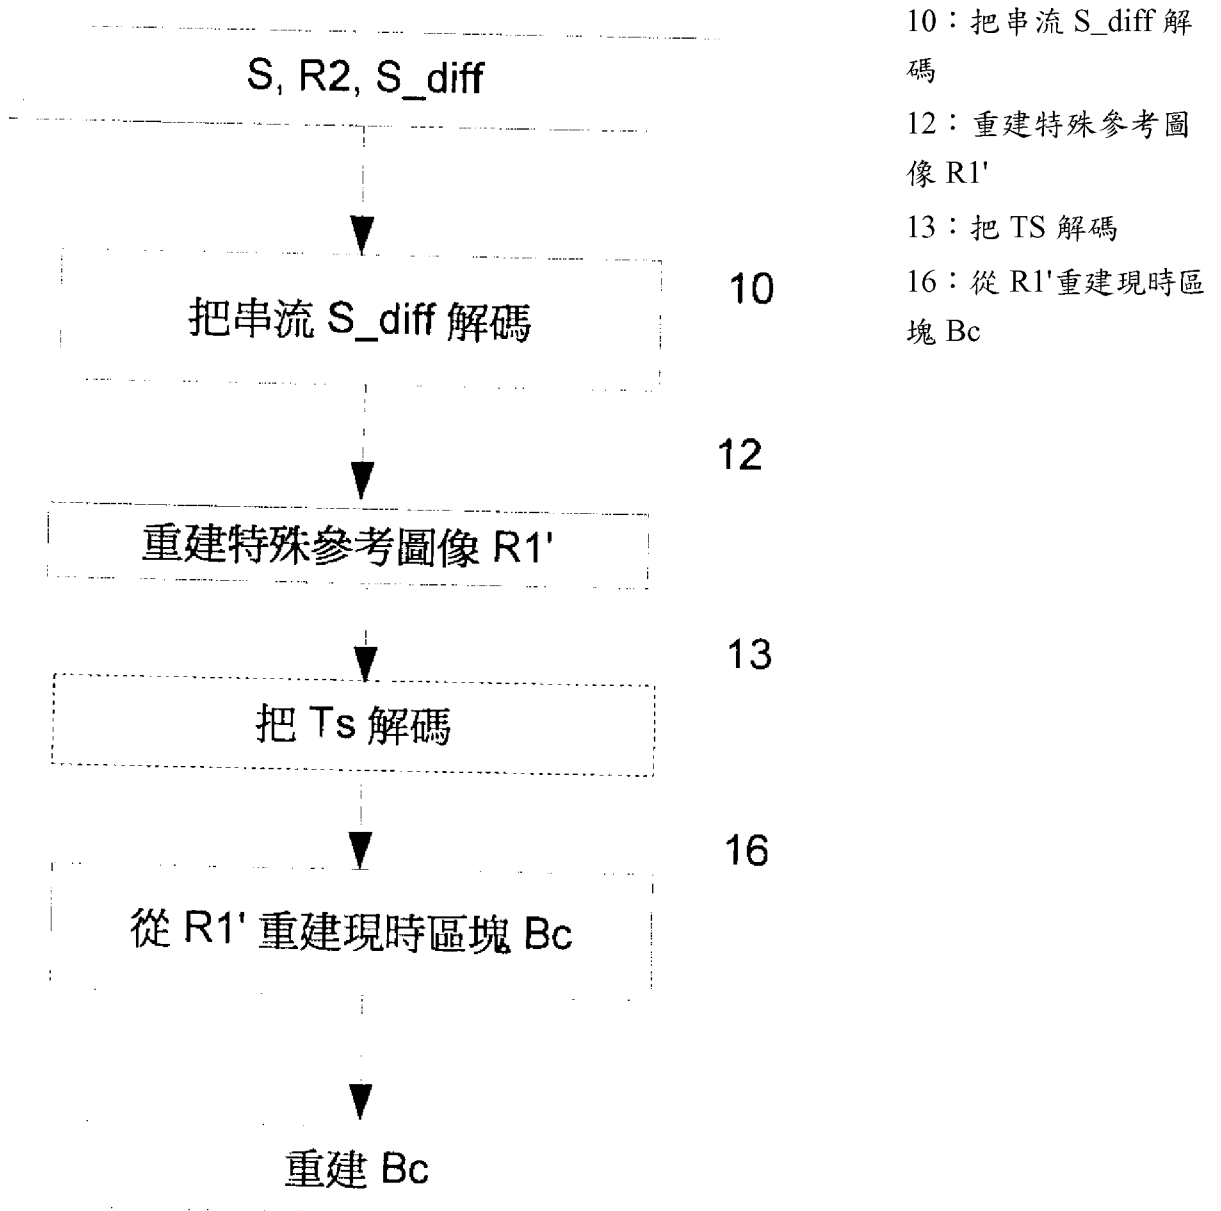 S, R2, S_diff
把串流 S_diff 解碼
10
12
重建特殊參考圖像 R1'
13
把 Ts 解碼
16
從 R1' 重建現時區塊 Bc
重建 Bc
10：把串流 S_diff 解
碼
12：重建特殊參考圖
像 R1'
13：把 TS 解碼
16：從 R1'重建現時區
塊 Bc